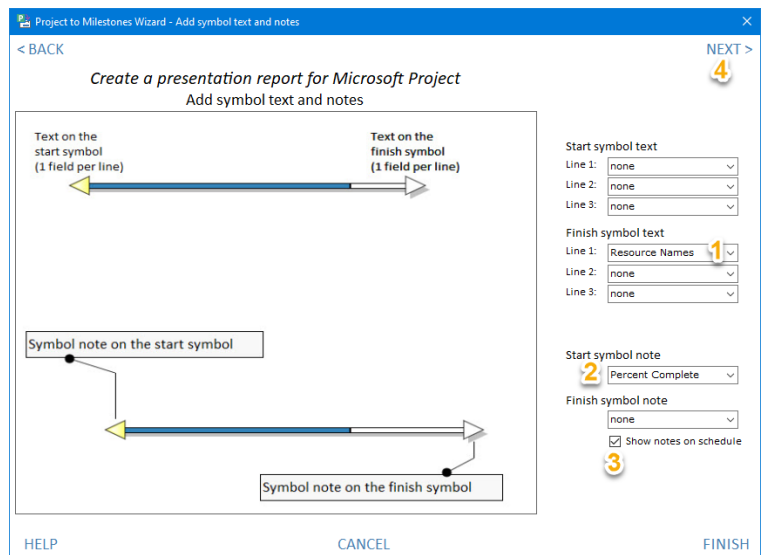 Project to Milestones Wizard - Add symbol text and notes
< BACK
NEXT >
4
Create a presentation report for Microsoft Project
Add symbol text and notes
Text on the
start symbol
(1 field per line)
Text on the
finish symbol
(1 field per line)
Start symbol text
Line 1: none
Line 2: none
Line 3: none
Finish symbol text
Line 1: Resource Names 1
Line 2: none
Line 3: none
Symbol note on the start symbol
Start symbol note
2 Percent Complete
Finish symbol note
none
Show notes on schedule
3
Symbol note on the finish symbol
HELP
CANCEL
FINISH